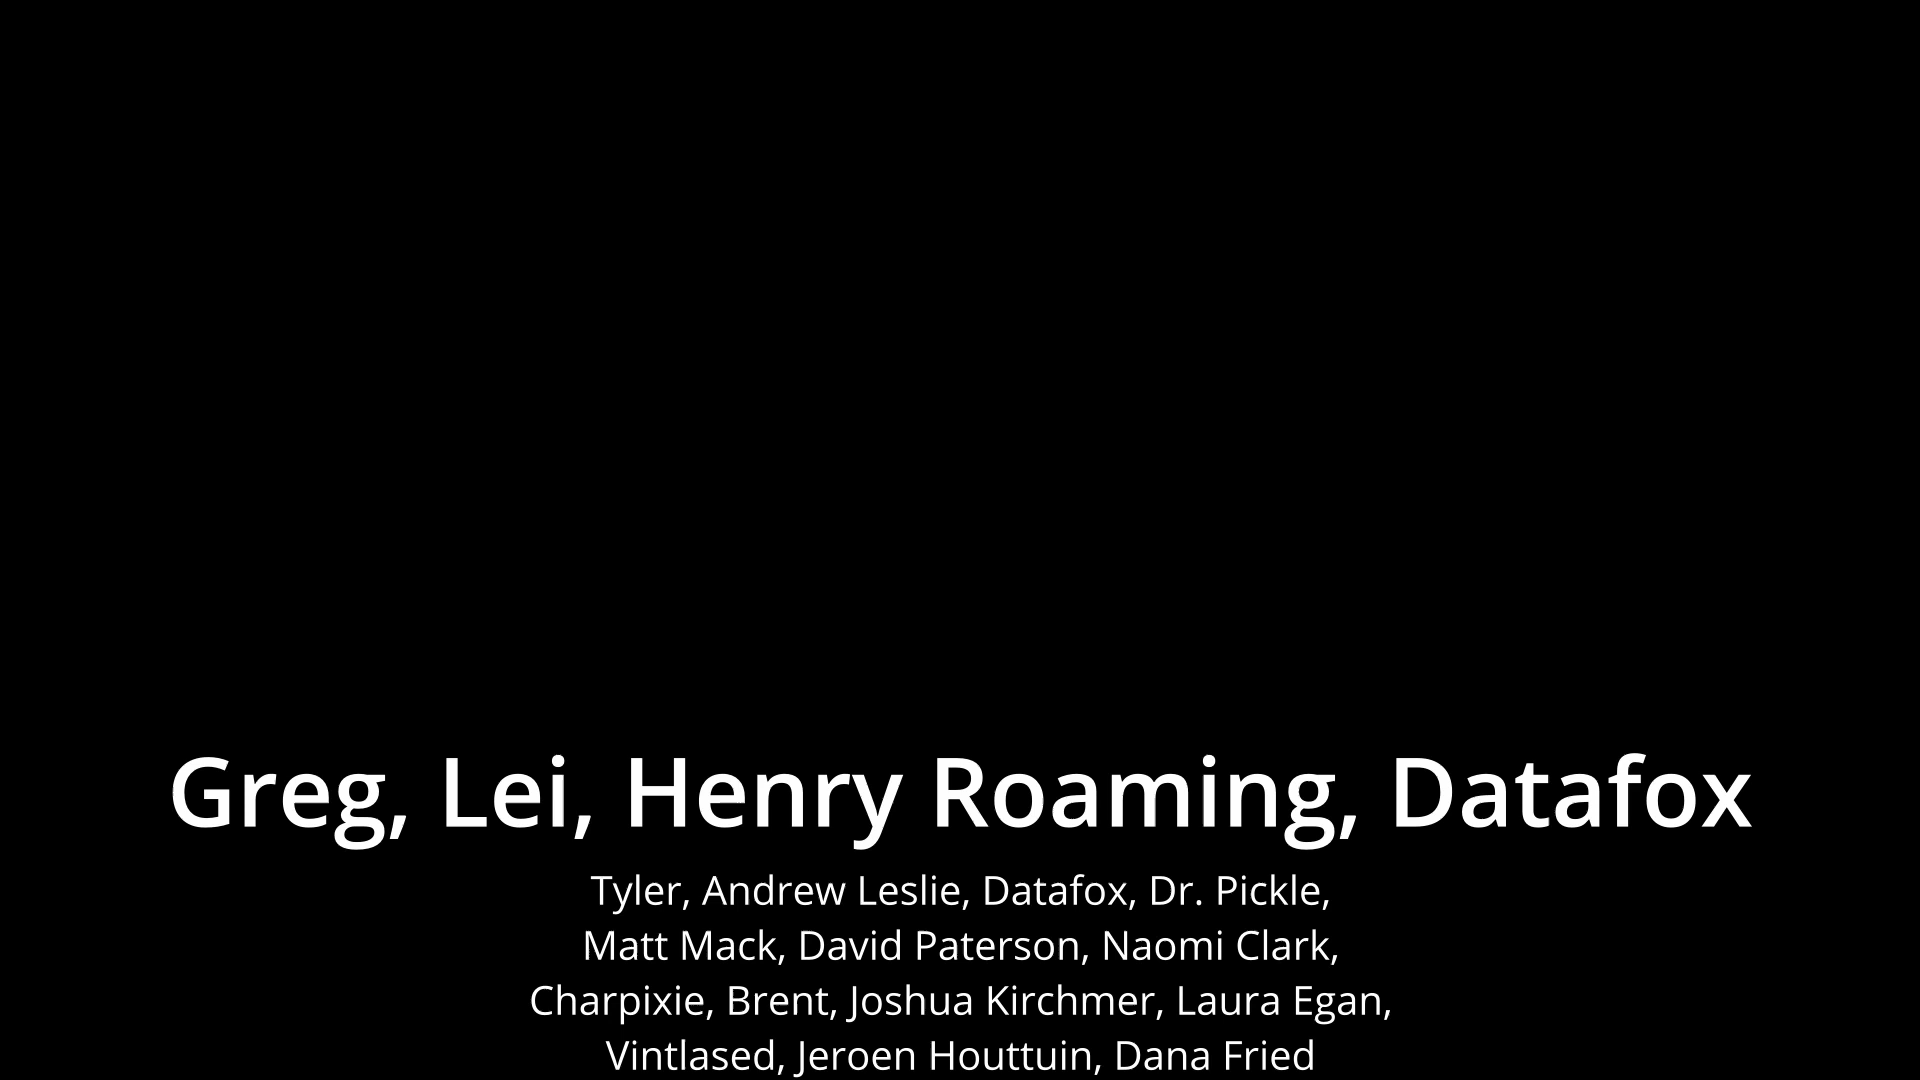 Greg, Lei, Henry Roaming, Datafox
Tyler, Andrew Leslie, Datafox, Dr. Pickle,
Matt Mack, David Paterson, Naomi Clark,
Charpixie, Brent, Joshua Kirchmer, Laura Egan,
Vintlased, Jeroen Houttuin, Dana Fried